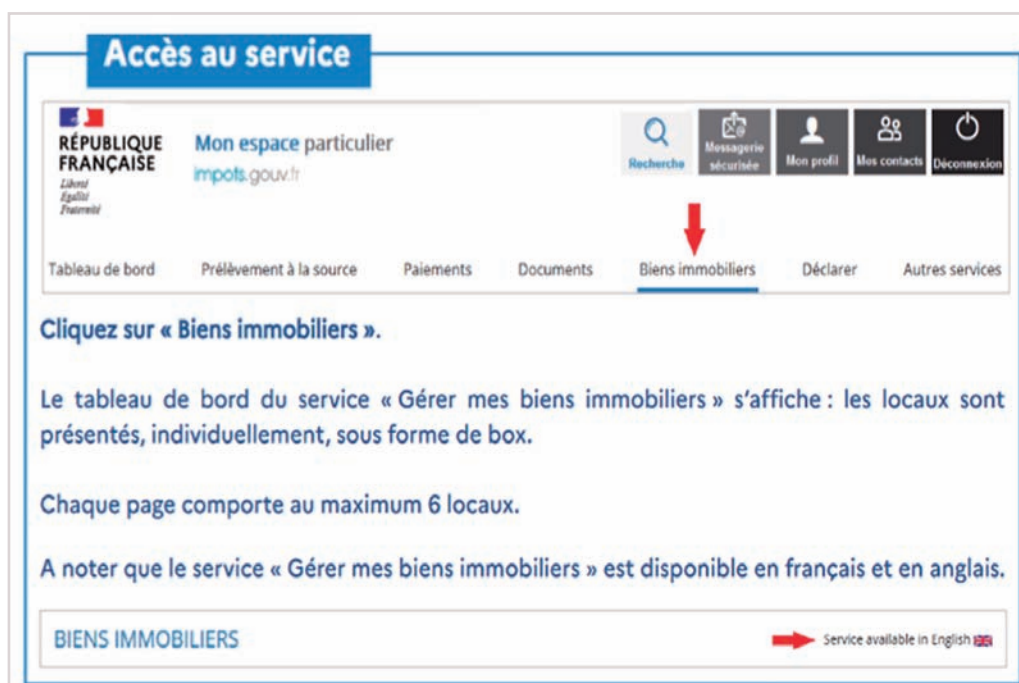 Accès au service
RÉPUBLIQUE
FRANÇAISE
Liberté
Égalité
Fraternité
Mon espace particulier
impots.gouv.fr
Recherche
Messagerie
sécurisée
Mon profil
Mes contacts
Déconnexion
Tableau de bord Prélèvement à la source Paiements Documents Biens immobiliers Déclarer Autres services
Cliquez sur « Biens immobiliers ».
Le tableau de bord du service « Gérer mes biens immobiliers » s’affiche : les locaux sont
présentés, individuellement, sous forme de box.
Chaque page comporte au maximum 6 locaux.
A noter que le service « Gérer mes biens immobiliers » est disponible en français et en anglais.
BIENS IMMOBILIERS Service available in English